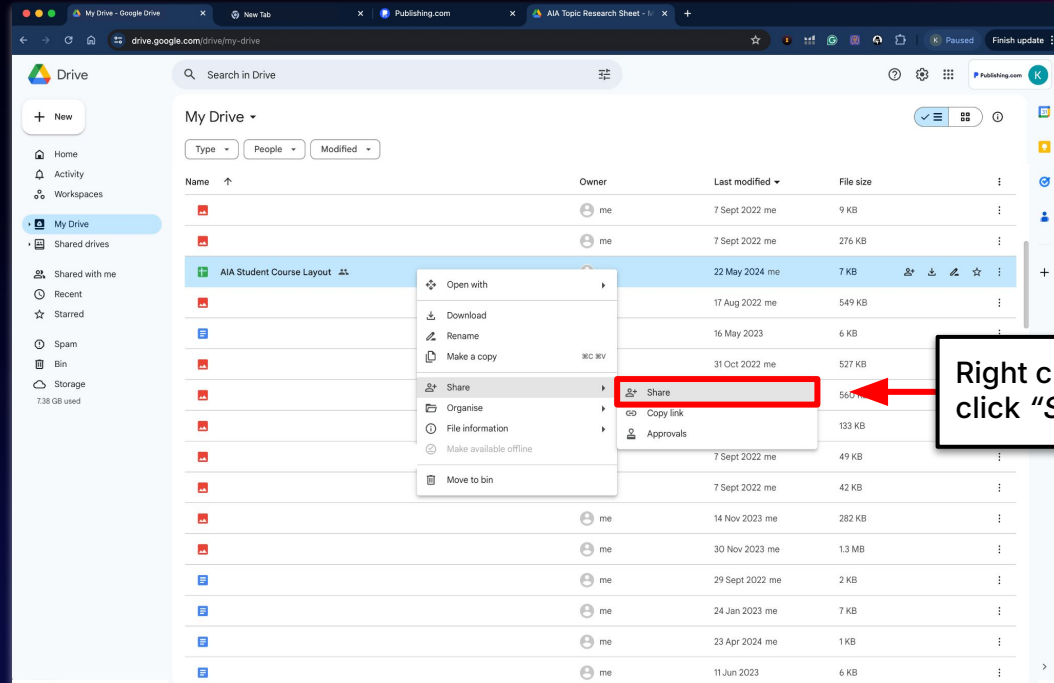 My Drive - Google Drive
New Tab
Publishing.com
AIA Topic Research Sheet - M
drive.google.com/drive/my-drive
K Paused
Finish update
Drive
Search in Drive
Publishing.com
K
New
My Drive
Type People Modified
Home
Activity
Workspaces
My Drive
Shared drives
Shared with me
Recent
Starred
Spam
Bin
Storage
7.38 GB used
Name Owner Last modified File size
me 7 Sept 2022 me 9 KB
me 7 Sept 2022 me 276 KB
AIA Student Course Layout 22 May 2024 me 7 KB
17 Aug 2022 me 549 KB
16 May 2023 6 KB
31 Oct 2022 me 527 KB
560
133 KB
7 Sept 2022 me 49 KB
7 Sept 2022 me 42 KB
me 14 Nov 2023 me 282 KB
me 30 Nov 2023 me 1.3 MB
me 29 Sept 2022 me 2 KB
me 24 Jan 2023 me 7 KB
me 23 Apr 2024 me 1 KB
me 11 Jun 2023 6 KB
Open with
Download
Rename
Make a copy ⌘C ⌘V
Share
Organise
File information
Make available offline
Move to bin
Share
Copy link
Approvals
Right c
click "S